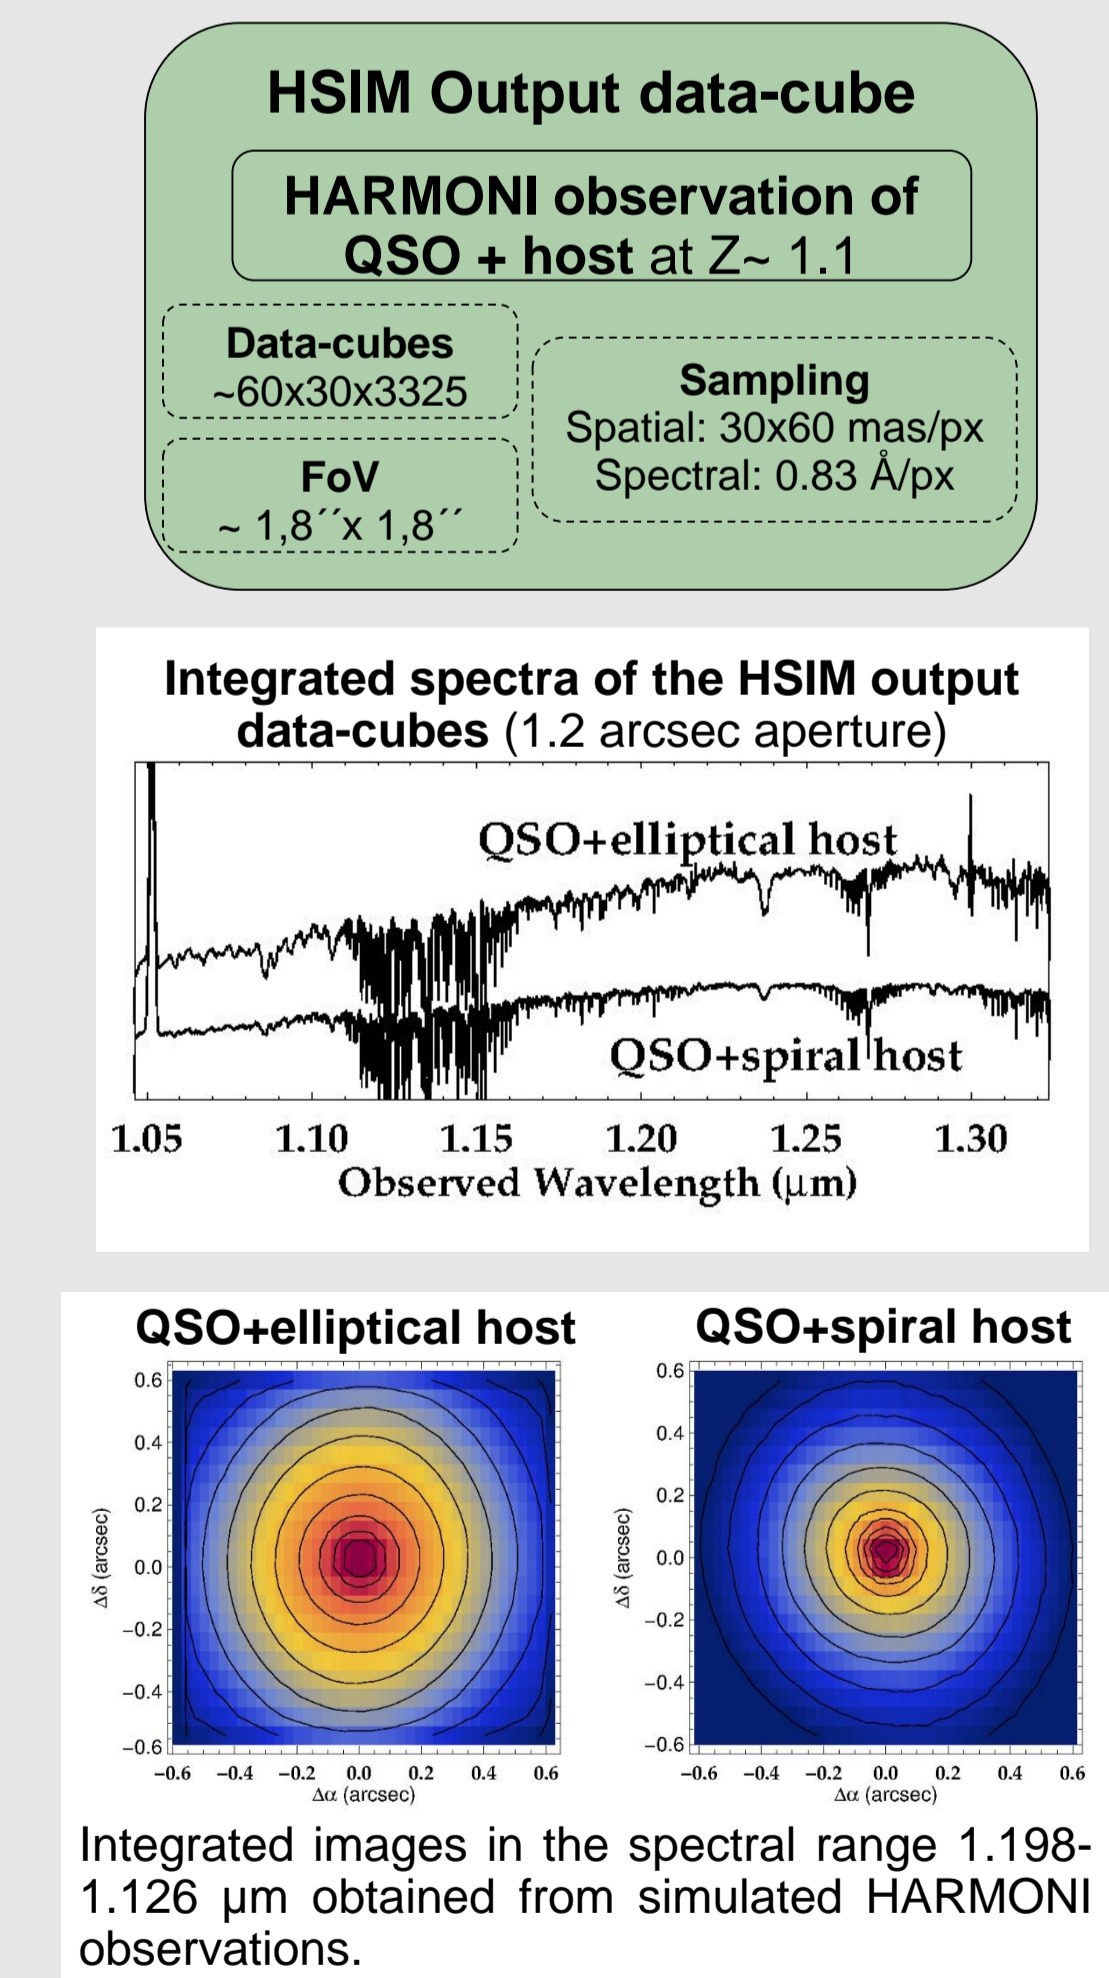 HSIM Output data-cube
HARMONI observation of
QSO + host at Z~ 1.1
Data-cubes
~60x30x3325
FoV
~ 1,8´´x 1,8´´
Sampling
Spatial: 30x60 mas/px
Spectral: 0.83 Å/px
Integrated spectra of the HSIM output
data-cubes (1.2 arcsec aperture)
QSO+elliptical host
QSO+spiral host
1.05 1.10 1.15 1.20 1.25 1.30
Observed Wavelength (μm)
QSO+elliptical host
0.6
0.4
0.2
0.0
−0.2
−0.4
−0.6
Δδ (arcsec)
−0.6 −0.4 −0.2 0.0 0.2 0.4 0.6
Δα (arcsec)
QSO+spiral host
0.6
0.4
0.2
0.0
−0.2
−0.4
−0.6
Δδ (arcsec)
−0.6 −0.4 −0.2 0.0 0.2 0.4 0.6
Δα (arcsec)
Integrated images in the spectral range 1.198-
1.126 μm obtained from simulated HARMONI
observations.